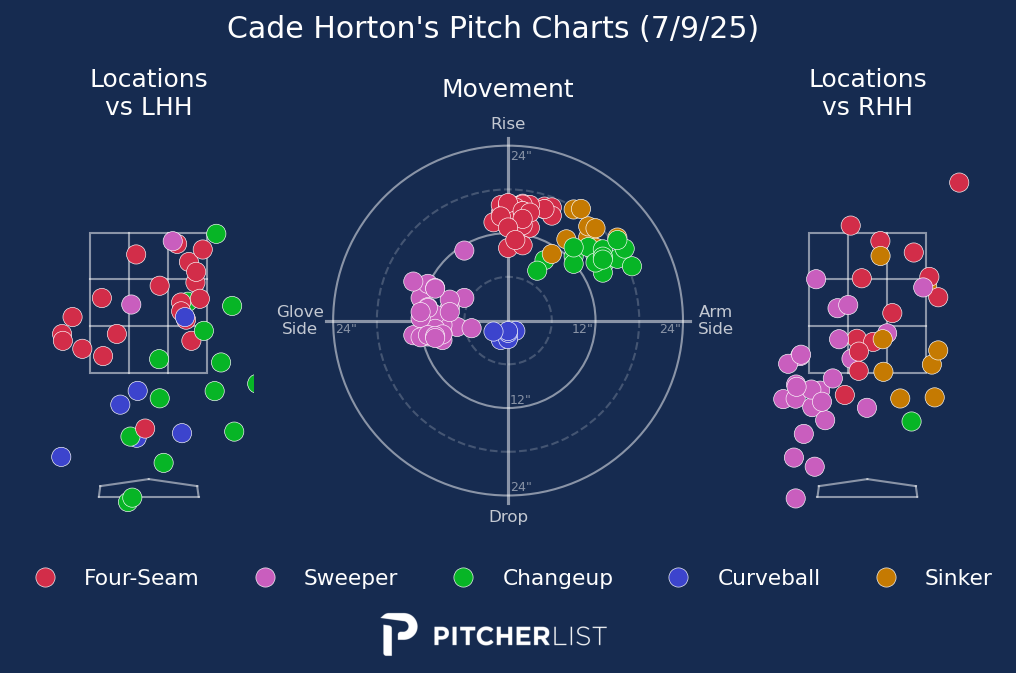 Cade Horton's Pitch Charts (7/9/25)
Locations
vs LHH
Movement
Locations
vs RHH
Rise
24"
Glove
Side
24"
12"
24"
Arm
Side
12"
24"
Drop
Four-Seam
Sweeper
Changeup
Curveball
Sinker
PITCHERLIST